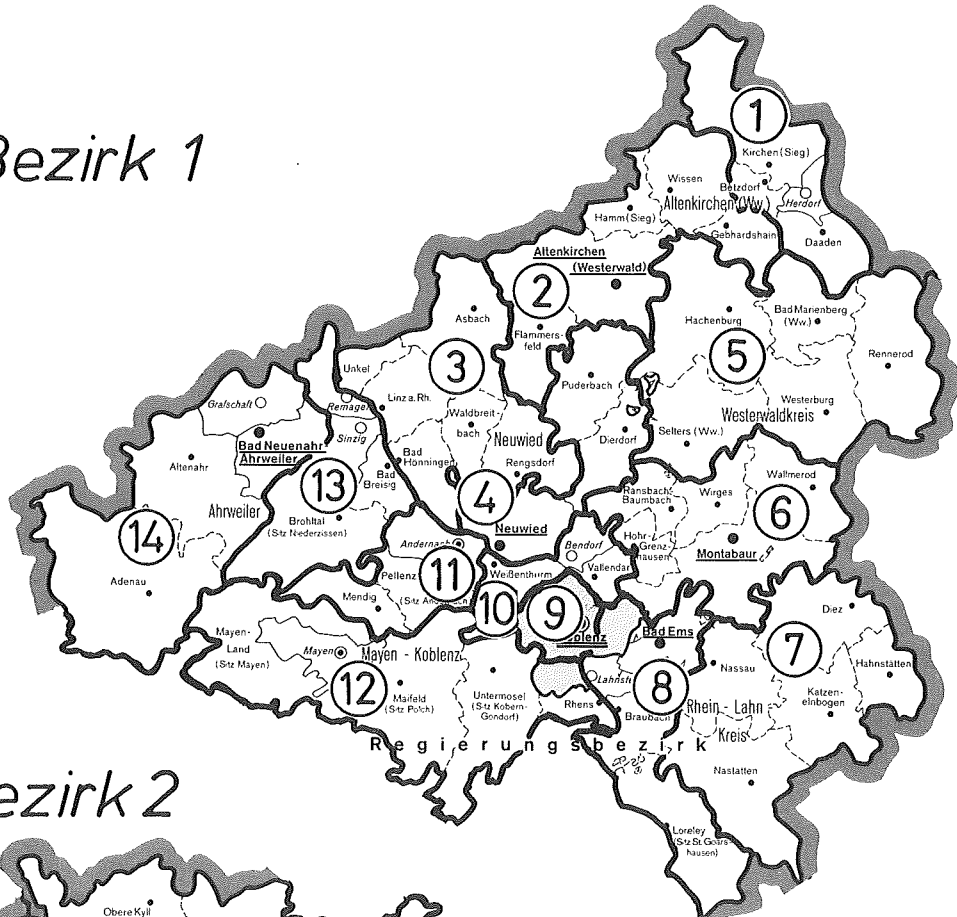 Bezirk 1
1
Kirchen (Sieg)
Wissen
Betzdorf
Altenkirchen (Ww.)
Herdorf
Hamm (Sieg)
Gebhardshain
Daaden
Altenkirchen
(Westerwald)
2
Asbach
Flammers-
feld
Hachenburg
Bad Marienberg
(Ww.)
5
Rennerod
3
Unkel
Puderbach
Grafschaft
Remagen
Linz a.Rh.
Waldbreit-
bach
Westerburg
Westerwaldkreis
Sinzig
Neuwied
Dierdorf
Selters (Ww.)
Bad Neuenahr-
Ahrweiler
Altenahr
Bad
Hönningen
Bad
Breisig
Rengsdorf
Wallmerod
13
4
Ransbach-
Baumbach
Wirges
6
Ahrweiler
Brohltal
(Sitz Niederzissen)
Neuwied
14
Andernach
Bendorf
Höhr-
Grenz-
hausen
Montabaur
Adenau
Pellenz
11
Weißenthurm
Vallendar
Mendig
10
9
Diez
Bad Ems
7
Mayen-
Land
(Sitz Mayen)
Mayen
Mayen - Koblenz
Nassau
Hahnstätten
Lahnst
8
12
Maifeld
(Sitz Polch)
Untermosel
(Sitz Kobern-
Gondorf)
Rhens
Braubach
Rhein - Lahn -
Kreis
Katzen-
elnbogen
Regierungsbezirk
Nastätten
Bezirk 2
Loreley
(Sitz St. Goars-
hausen)
Obere Kyll